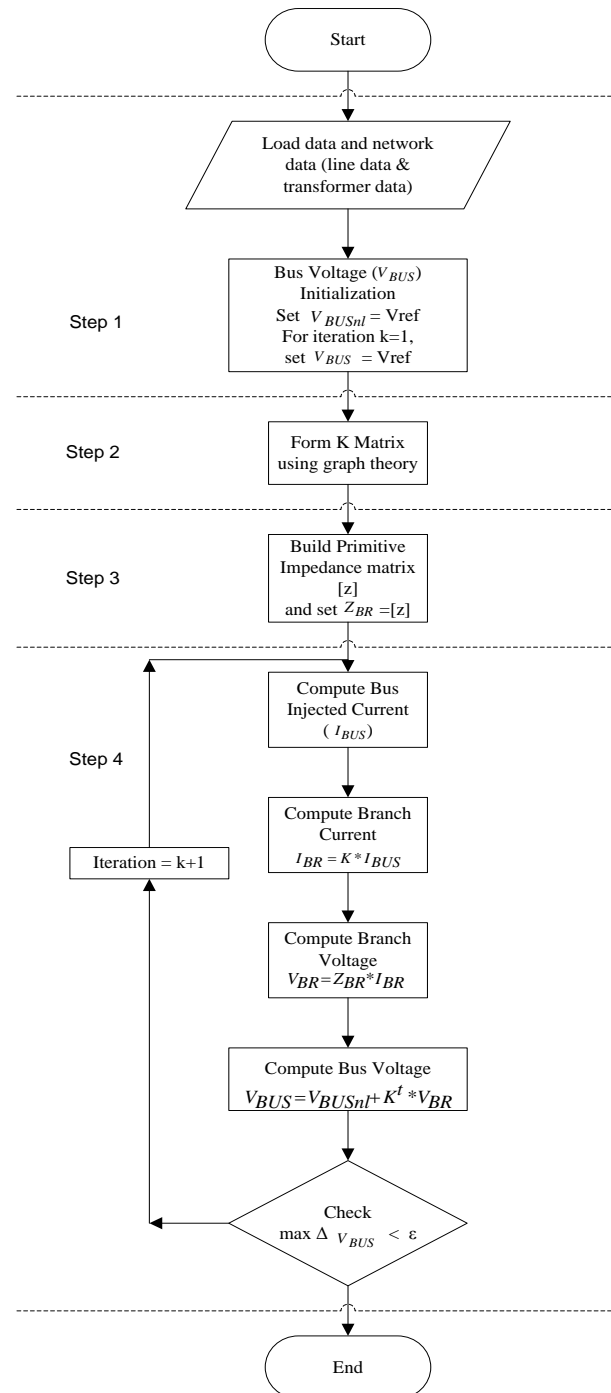 Start
Load data and network
data (line data &
transformer data)
Step 1
Bus Voltage (V_BUS)
Initialization
Set V_BUSnl = Vref
For iteration k=1,
set V_BUS = Vref
Step 2
Form K Matrix
using graph theory
Step 3
Build Primitive
Impedance matrix
[z]
and set Z_BR =[z]
Step 4
Compute Bus
Injected Current
( I_BUS)
Compute Branch
Current
I_BR = K * I_BUS
Iteration = k+1
Compute Branch
Voltage
V_BR=Z_BR*I_BR
Compute Bus Voltage
V_BUS=V_BUSnl+K^t *V_BR
Check
max Δ V_BUS < ε
End